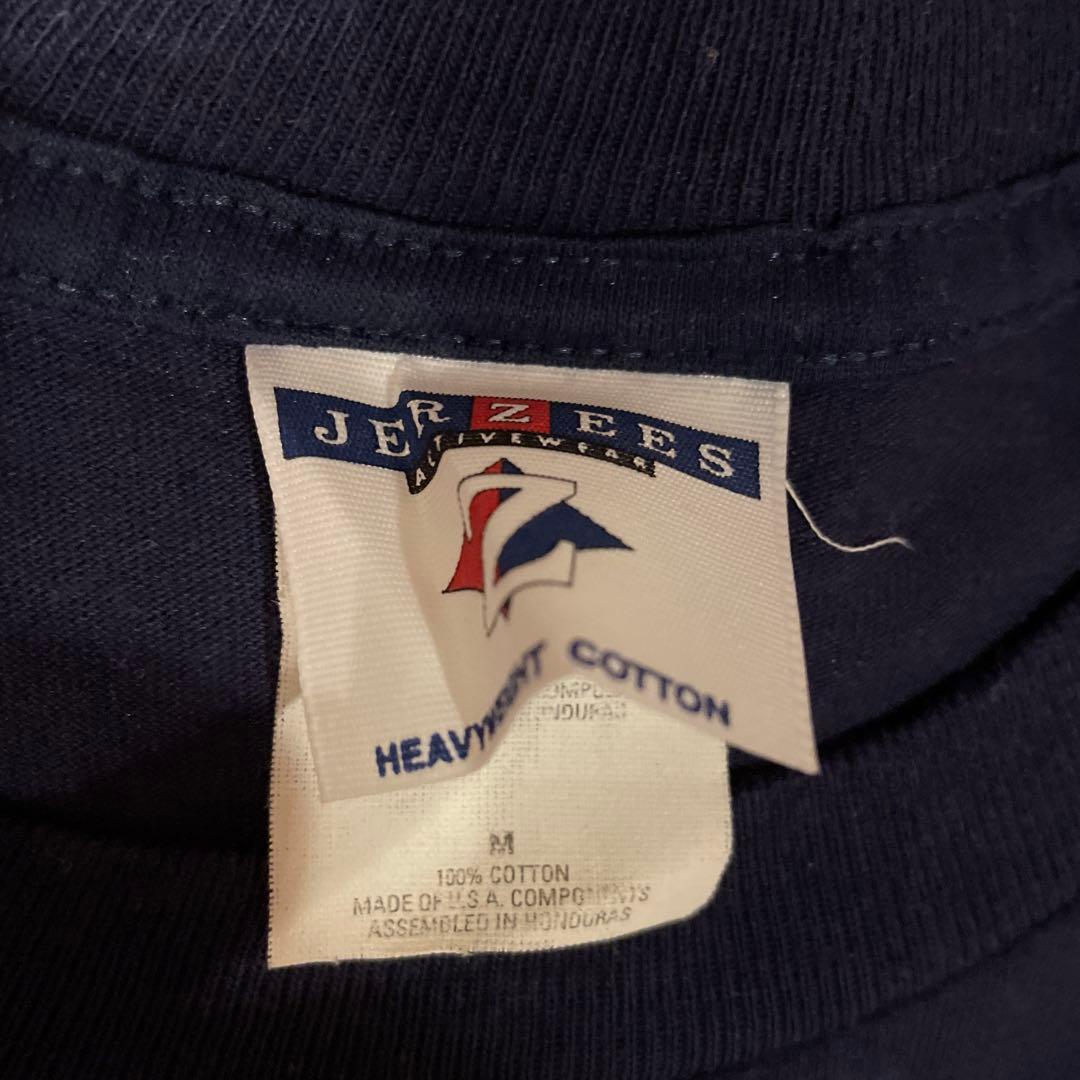 JERZEES
ACTIVEWEAR
Z
HEAVYWEIGHT COTTON
M
100% COTTON
MADE OF U.S.A. COMPONENTS
ASSEMBLED IN HONDURAS